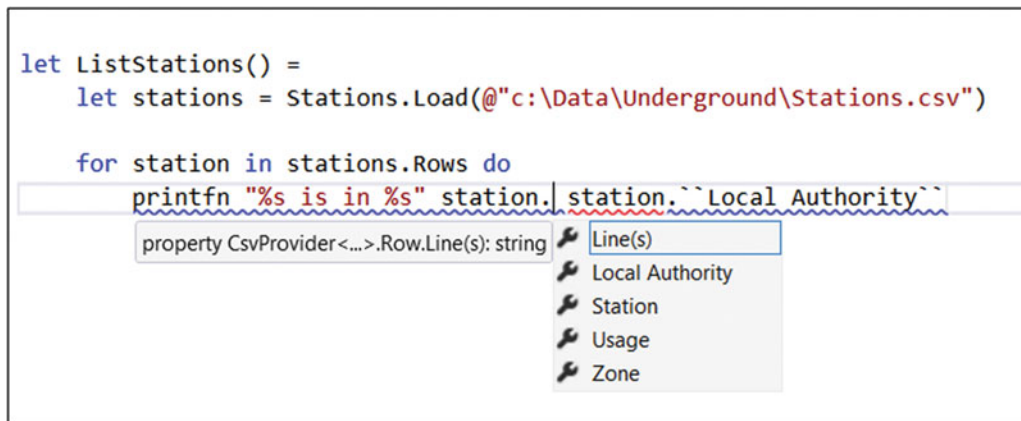 let ListStations() =
    let stations = Stations.Load(@"c:\Data\Underground\Stations.csv")
    for station in stations.Rows do
        printfn "%s is in %s" station. station.``Local Authority``
property CsvProvider<...>.Row.Line(s): string
Line(s)
Local Authority
Station
Usage
Zone